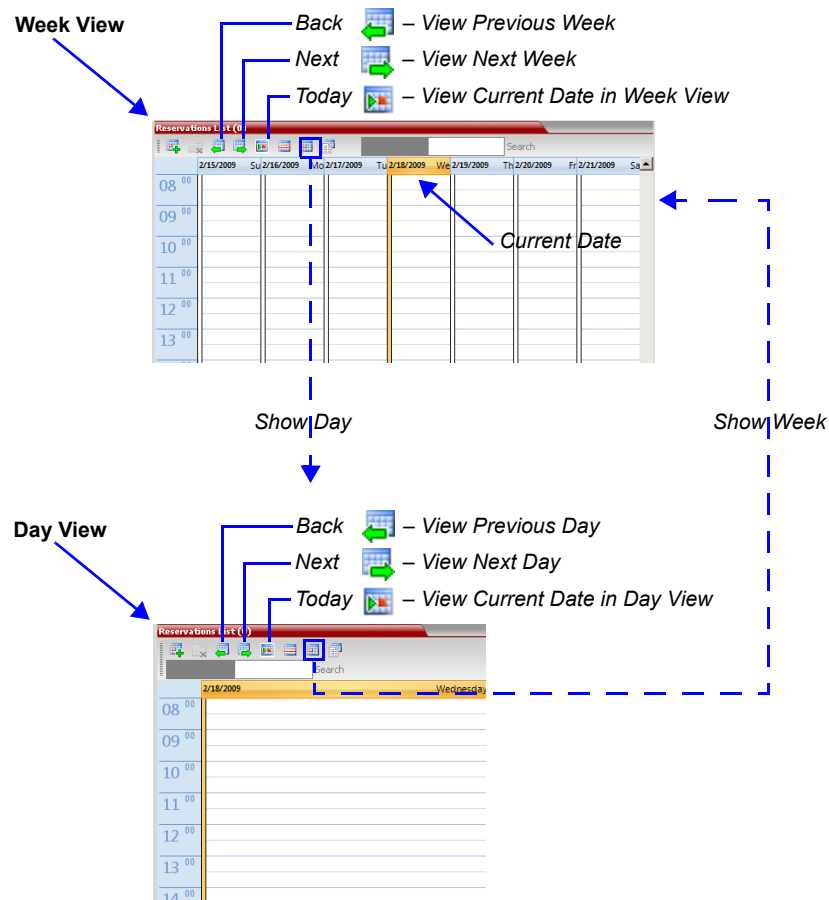 Week View
Back – View Previous Week
Next – View Next Week
Today – View Current Date in Week View
Reservations List (0)
Search
2/15/2009 Su 2/16/2009 Mo 2/17/2009 Tu 2/18/2009 We 2/19/2009 Th 2/20/2009 Fr 2/21/2009 Sa
08 00
09 00
Current Date
10 00
11 00
12 00
13 00
Show Day
Show Week
Day View
Back – View Previous Day
Next – View Next Day
Today – View Current Date in Day View
Reservations List
Search
2/18/2009 Wednesday
08 00
09 00
10 00
11 00
12 00
13 00
14 00